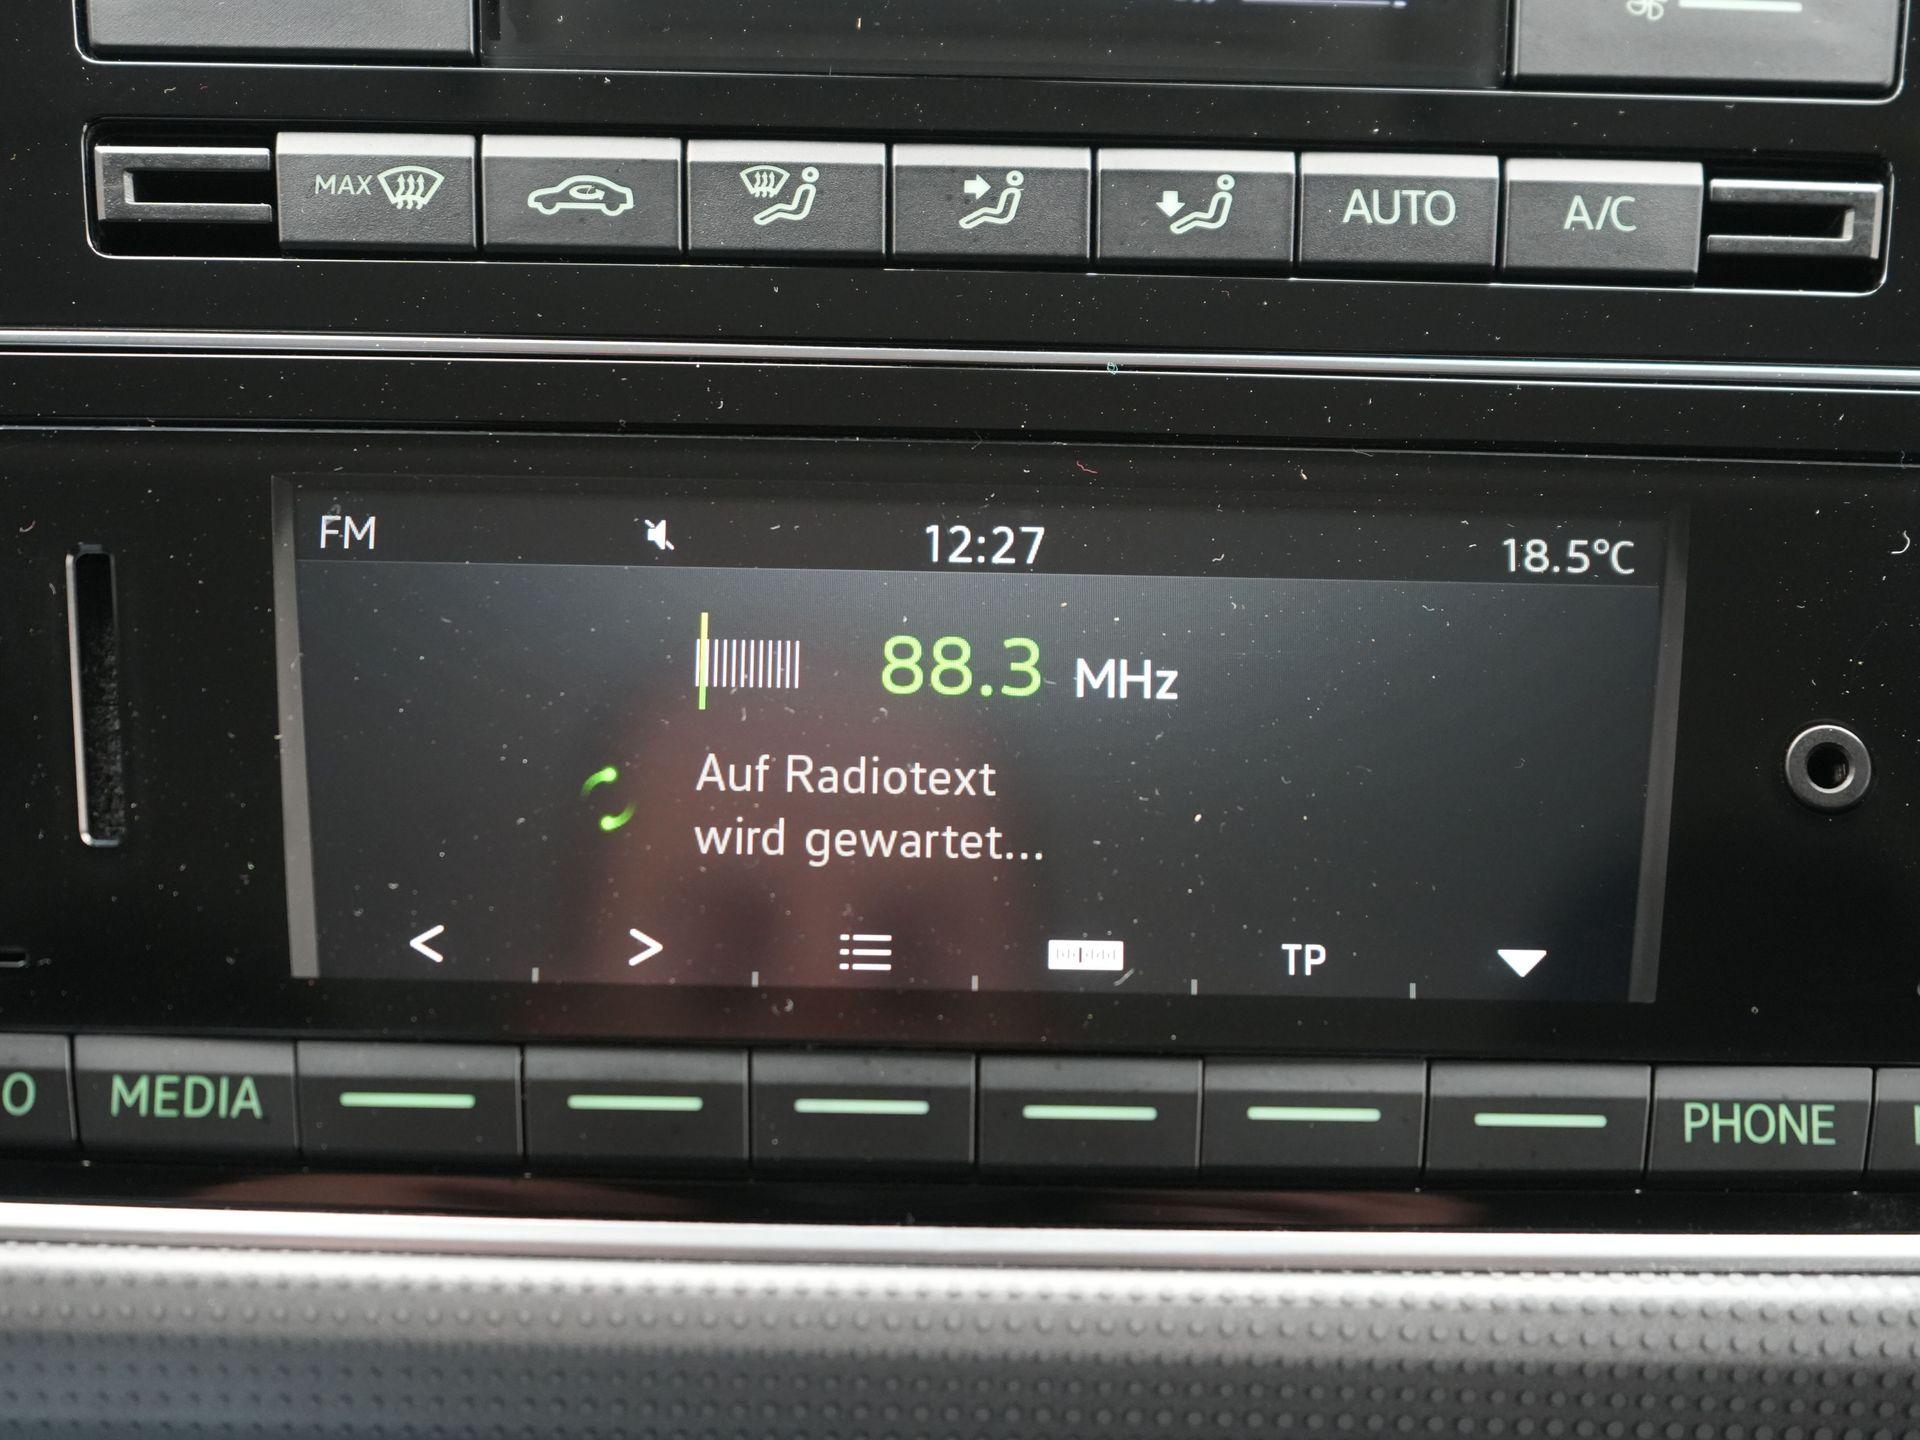 MAX
AUTO
A/C
FM
12:27
18.5°C
88.3 MHz
Auf Radiotext
wird gewartet...
< >
TP
MEDIA
PHONE